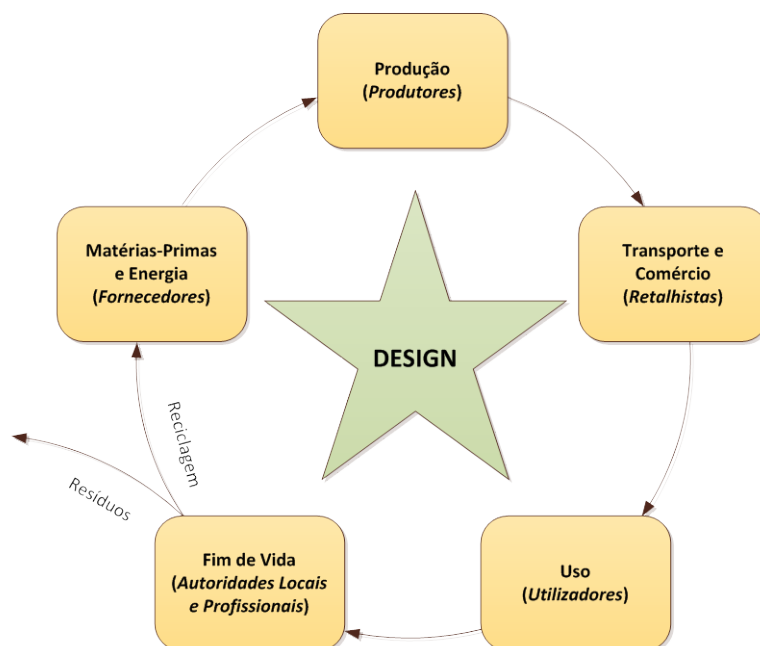 Produção
(Produtores)
Matérias-Primas
e Energia
(Fornecedores)
Transporte e
Comércio
(Retalhistas)
DESIGN
Reciclagem
Resíduos
Fim de Vida
(Autoridades Locais
e Profissionais)
Uso
(Utilizadores)